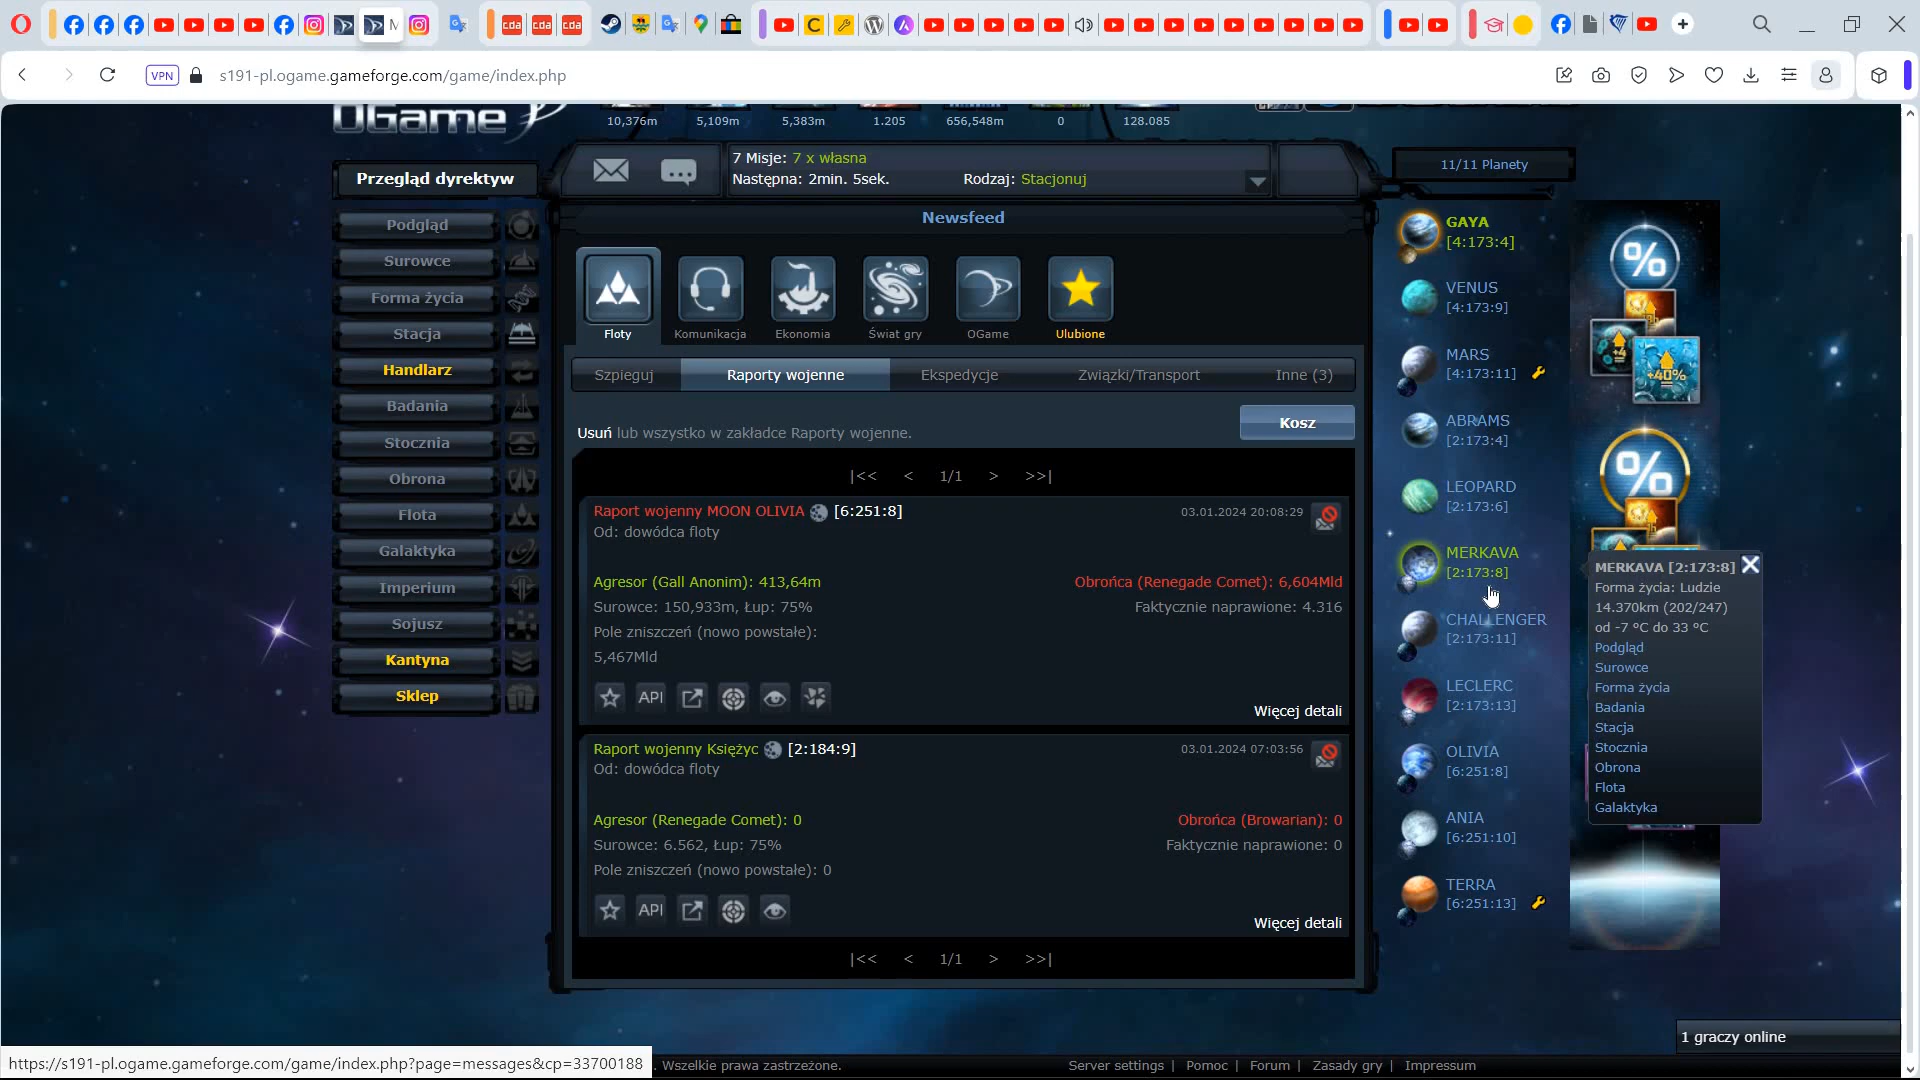 cda
cda
cda
M
VPN
s191-pl.ogame.gameforge.com/game/index.php
OGame
10,376m
5,109m
5,383m
1.205
656,548m
0
128.085
Przegląd dyrektyw
7 Misje: 7 x własna
Następna: 2min. 5sek.
Rodzaj: Stacjonuj
11/11 Planety
Podgląd
Surowce
Forma życia
Stacja
Handlarz
Badania
Stocznia
Obrona
Flota
Galaktyka
Imperium
Sojusz
Kantyna
Sklep
Newsfeed
Floty
Komunikacja
Ekonomia
Świat gry
OGame
Ulubione
Szpieguj
Raporty wojenne
Ekspedycje
Związki/Transport
Inne (3)
Usuń lub wszystko w zakładce Raporty wojenne.
Kosz
|<< < 1/1 > >>|
Raport wojenny MOON OLIVIA [6:251:8]
03.01.2024 20:08:29
Od: dowódca floty
Agresor (Gall Anonim): 413,64m
Obrońca (Renegade Comet): 6,604Mld
Surowce: 150,933m, Łup: 75%
Faktycznie naprawione: 4.316
Pole zniszczeń (nowo powstałe):
5,467Mld
API
Więcej detali
Raport wojenny Księżyc [2:184:9]
03.01.2024 07:03:56
Od: dowódca floty
Agresor (Renegade Comet): 0
Obrońca (Browarian): 0
Surowce: 6.562, Łup: 75%
Faktycznie naprawione: 0
Pole zniszczeń (nowo powstałe): 0
API
Więcej detali
|<< < 1/1 > >>|
GAYA
[4:173:4]
VENUS
[4:173:9]
MARS
[4:173:11]
ABRAMS
[2:173:4]
LEOPARD
[2:173:6]
MERKAVA
[2:173:8]
CHALLENGER
[2:173:11]
LECLERC
[2:173:13]
OLIVIA
[6:251:8]
ANIA
[6:251:10]
TERRA
[6:251:13]
%
+40%
%
MERKAVA [2:173:8]
Forma życia: Ludzie
14.370km (202/247)
od -7 °C do 33 °C
Podgląd
Surowce
Forma życia
Badania
Stacja
Stocznia
Obrona
Flota
Galaktyka
1 graczy online
https://s191-pl.ogame.gameforge.com/game/index.php?page=messages&cp=33700188
. Wszelkie prawa zastrzeżone.
Server settings | Pomoc | Forum | Zasady gry | Impressum